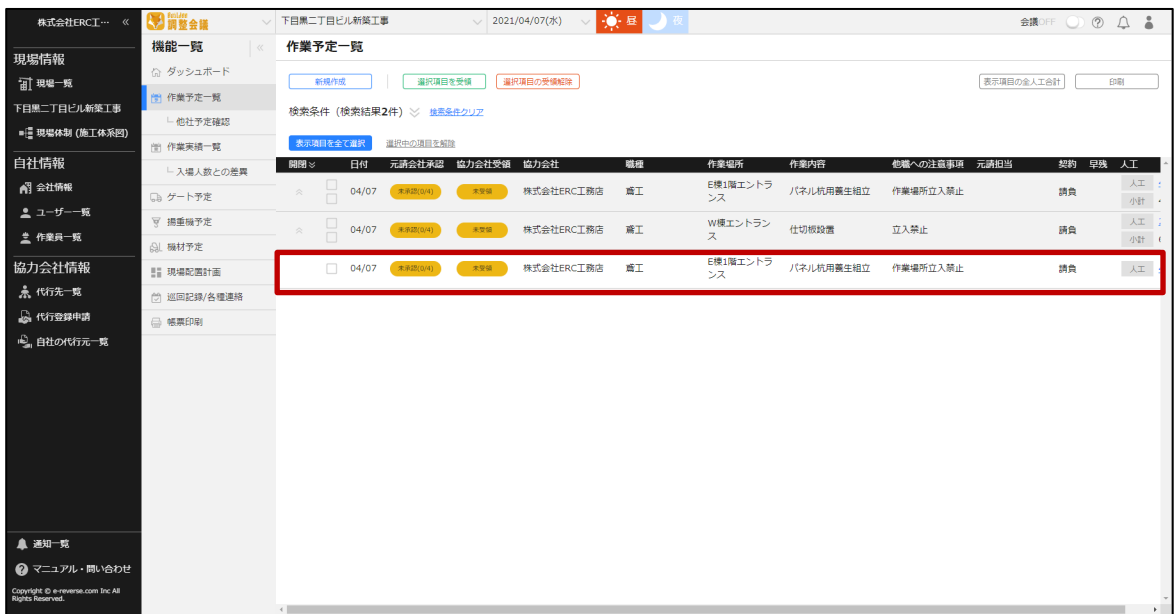 株式会社ERC工… «
現場情報
現場一覧
下目黒二丁目ビル新築工事
現場体制 (施工体系図)
自社情報
会社情報
ユーザー一覧
作業員一覧
協力会社情報
代行先一覧
代行登録申請
自社の代行元一覧
通知一覧
マニュアル・問い合わせ
Copyright © e-reverse.com Inc All
Rights Reserved.
調整会議
下目黒二丁目ビル新築工事 2021/04/07(水) 昼 夜 会議OFF
機能一覧 «
ダッシュボード
作業予定一覧
他社予定確認
作業実績一覧
入場人数との差異
ゲート予定
揚重機予定
機材予定
現場配置計画
巡回記録/各種連絡
帳票印刷
作業予定一覧
新規作成 選択項目を受領 選択項目の受領解除 表示項目の全人工合計 印刷
検索条件 (検索結果2件) 検索条件クリア
表示項目を全て選択 選択中の項目を解除
開閉 日付 元請会社承認 協力会社受領 協力会社 職種 作業場所 作業内容 他職への注意事項 元請担当 契約 早残 人工
04/07 未承認(0/4) 未受領 株式会社ERC工務店 鳶工 E棟1階エントランス パネル杭用養生組立 作業場所立入禁止 請負 人工
小計
04/07 未承認(0/4) 未受領 株式会社ERC工務店 鳶工 W棟エントランス 仕切板設置 立入禁止 請負 人工
小計
04/07 未承認(0/4) 未受領 株式会社ERC工務店 鳶工 E棟1階エントランス パネル杭用養生組立 作業場所立入禁止 請負 人工